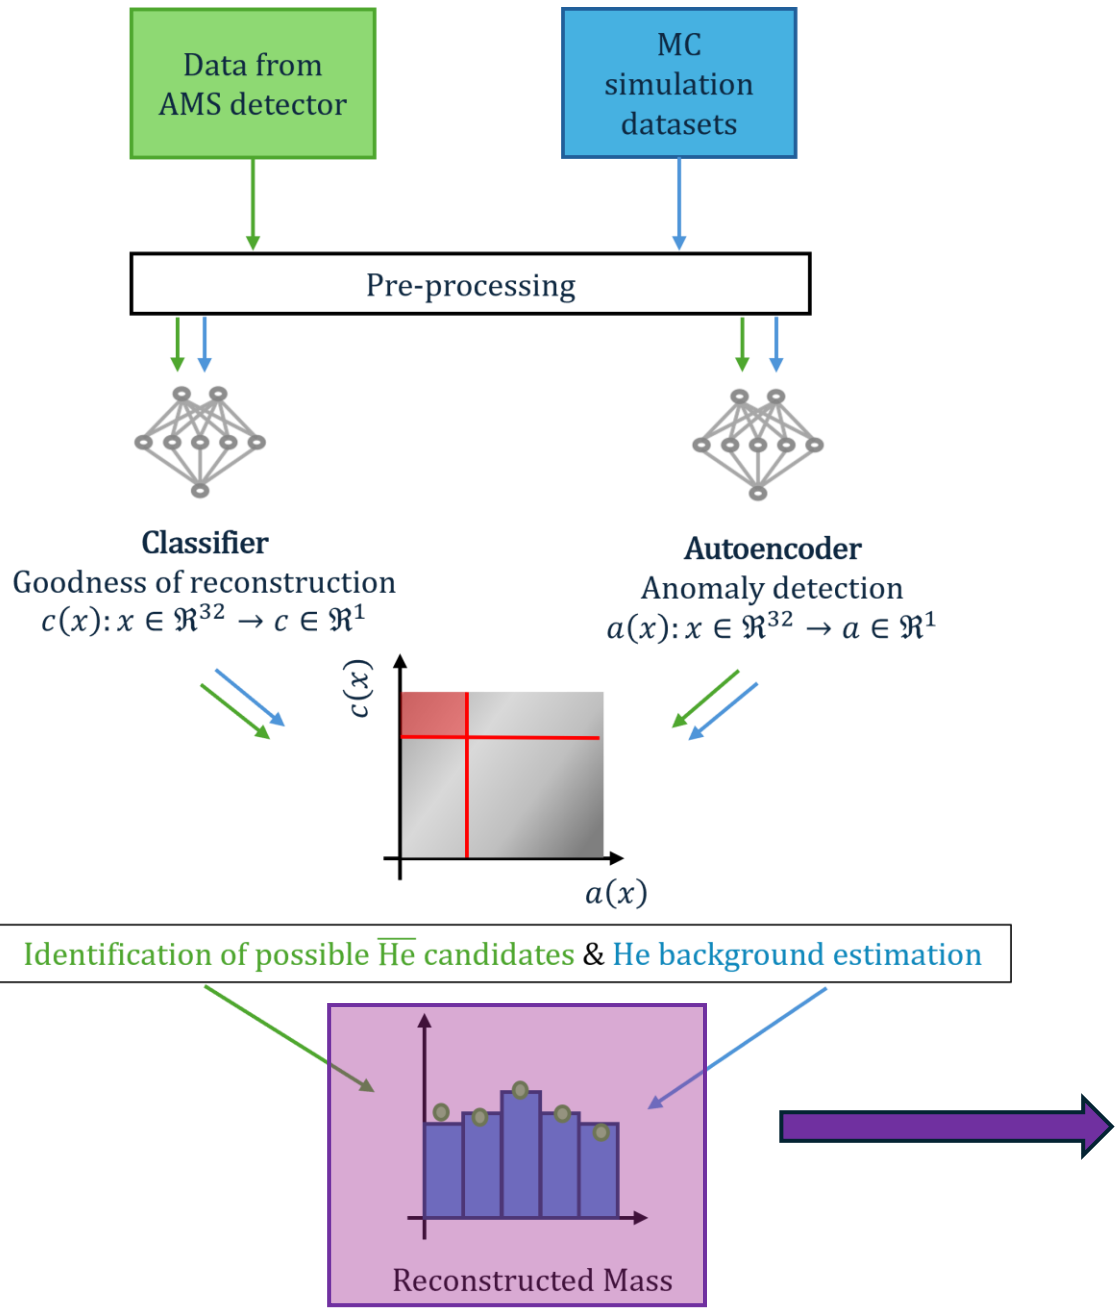 Data from
AMS detector
MC
simulation
datasets
Pre-processing
Classifier
Goodness of reconstruction
c(x): x ∈ ℜ³² → c ∈ ℜ¹
Autoencoder
Anomaly detection
a(x): x ∈ ℜ³² → a ∈ ℜ¹
c(x)
a(x)
Identification of possible H̅e̅ candidates & He background estimation
Reconstructed Mass